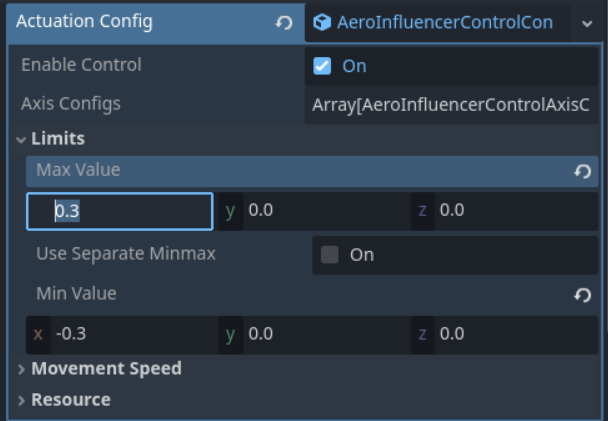 Actuation Config AeroInfluencerControlCon
Enable Control On
Axis Configs Array[AeroInfluencerControlAxisC
Limits
Max Value
0.3 y 0.0 z 0.0
Use Separate Minmax On
Min Value
x -0.3 y 0.0 z 0.0
Movement Speed
Resource